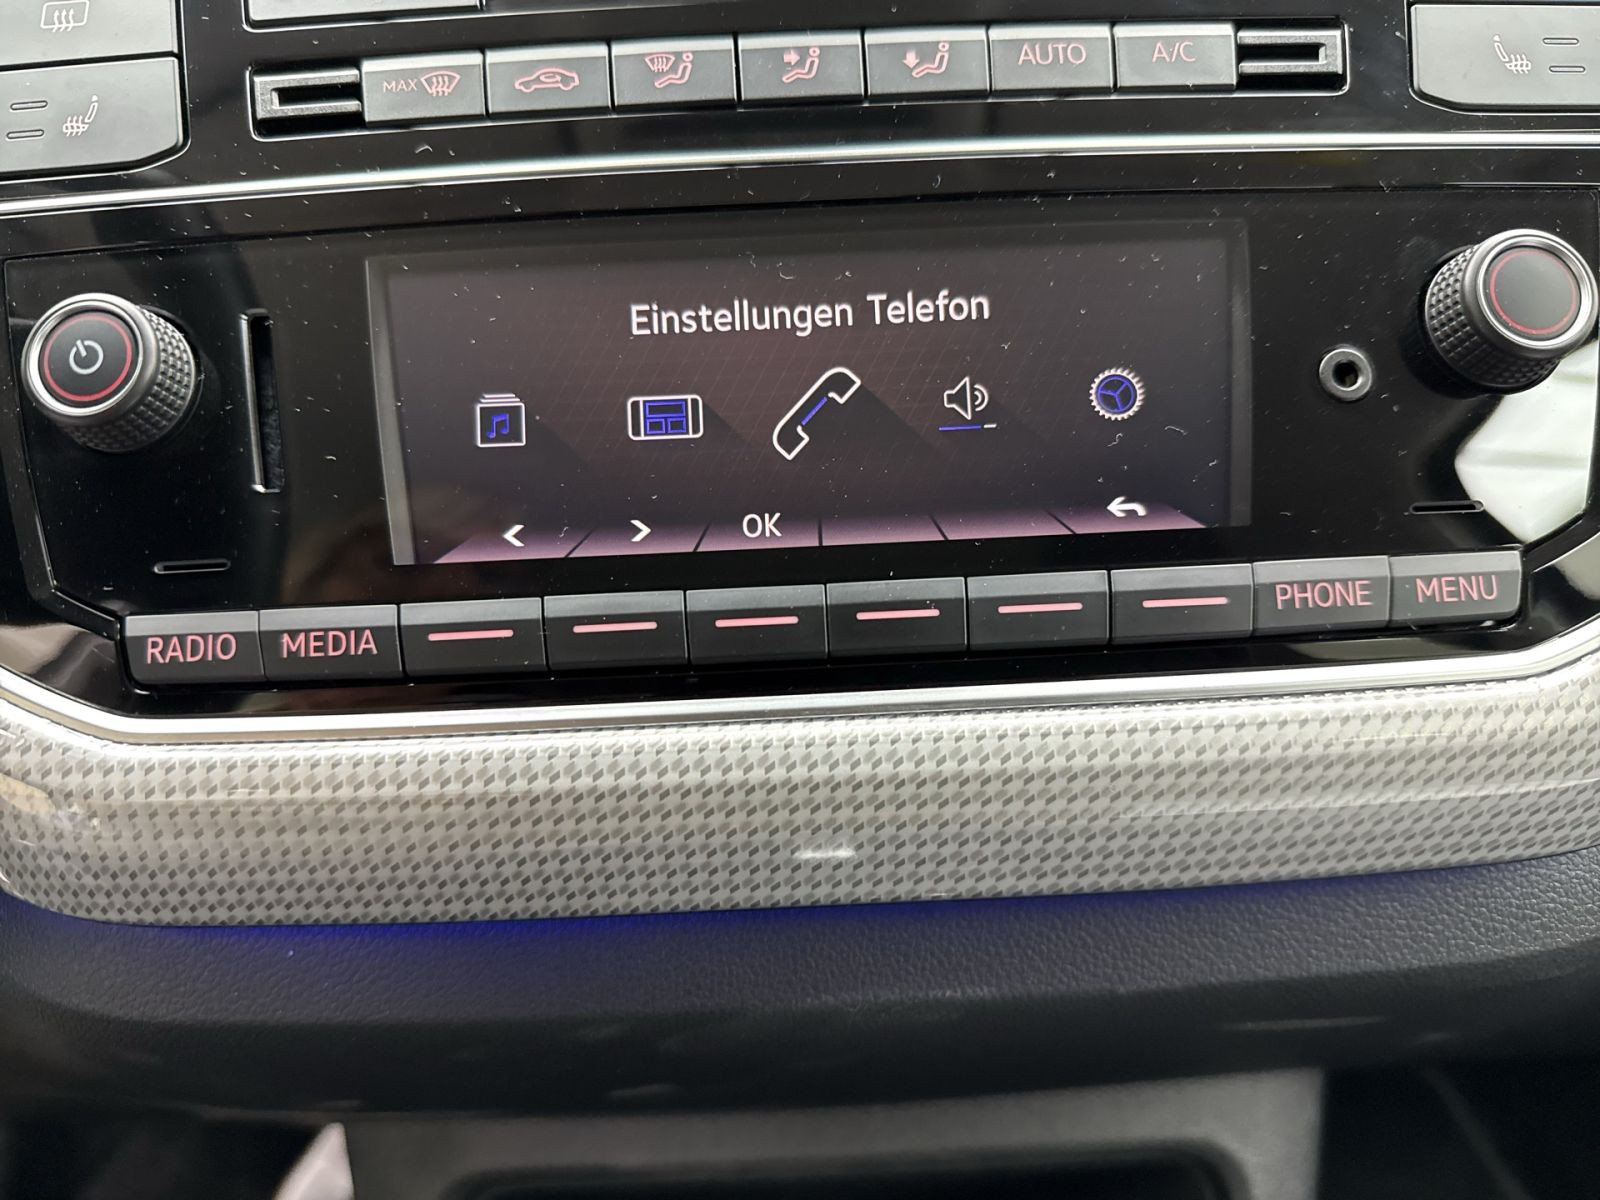 MAX
AUTO
A/C
Einstellungen Telefon
< > OK
RADIO
MEDIA
PHONE
MENU